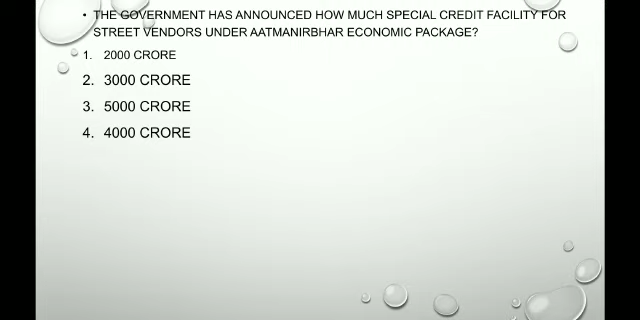 • THE GOVERNMENT HAS ANNOUNCED HOW MUCH SPECIAL CREDIT FACILITY FOR
STREET VENDORS UNDER AATMANIRBHAR ECONOMIC PACKAGE?
1. 2000 CRORE
2. 3000 CRORE
3. 5000 CRORE
4. 4000 CRORE